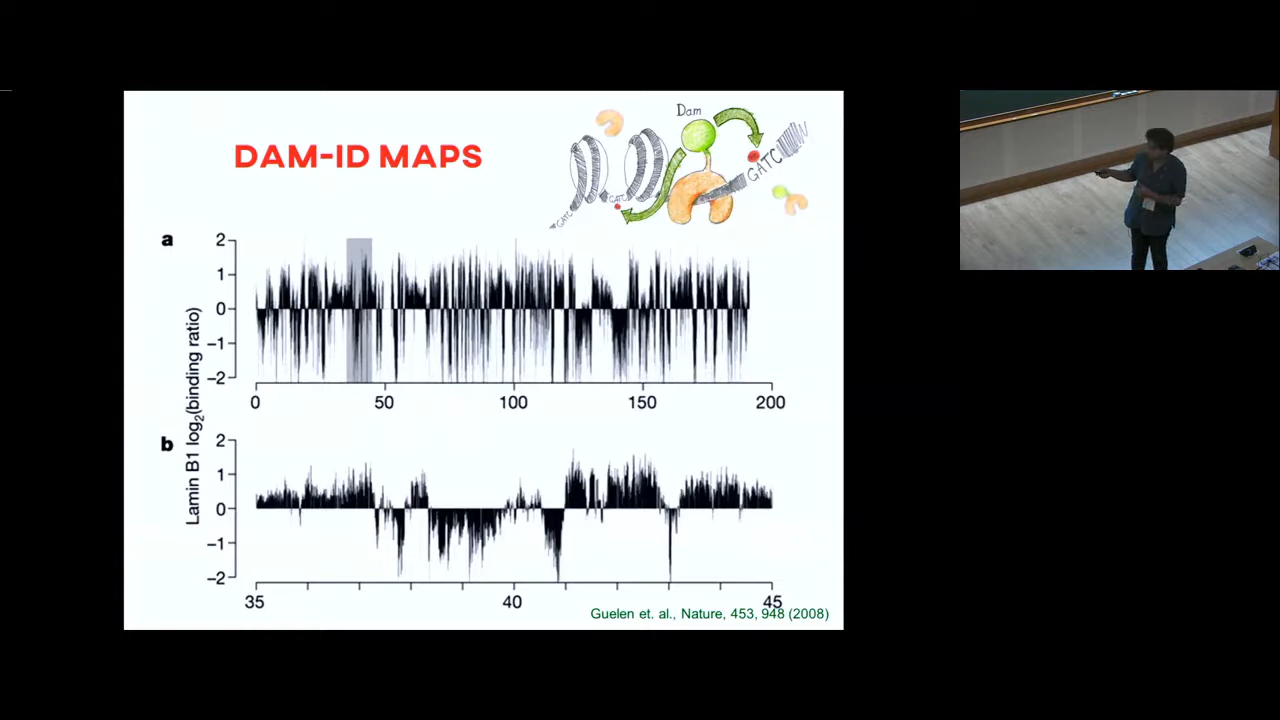 DAM-ID MAPS
Dam
GATC
GATC
GATC
a
2
1
0
−1
−2
0 50 100 150 200
Lamin B1 log2(binding ratio)
b
2
1
0
−1
−2
35 40 45
Guelen et. al., Nature, 453, 948 (2008)